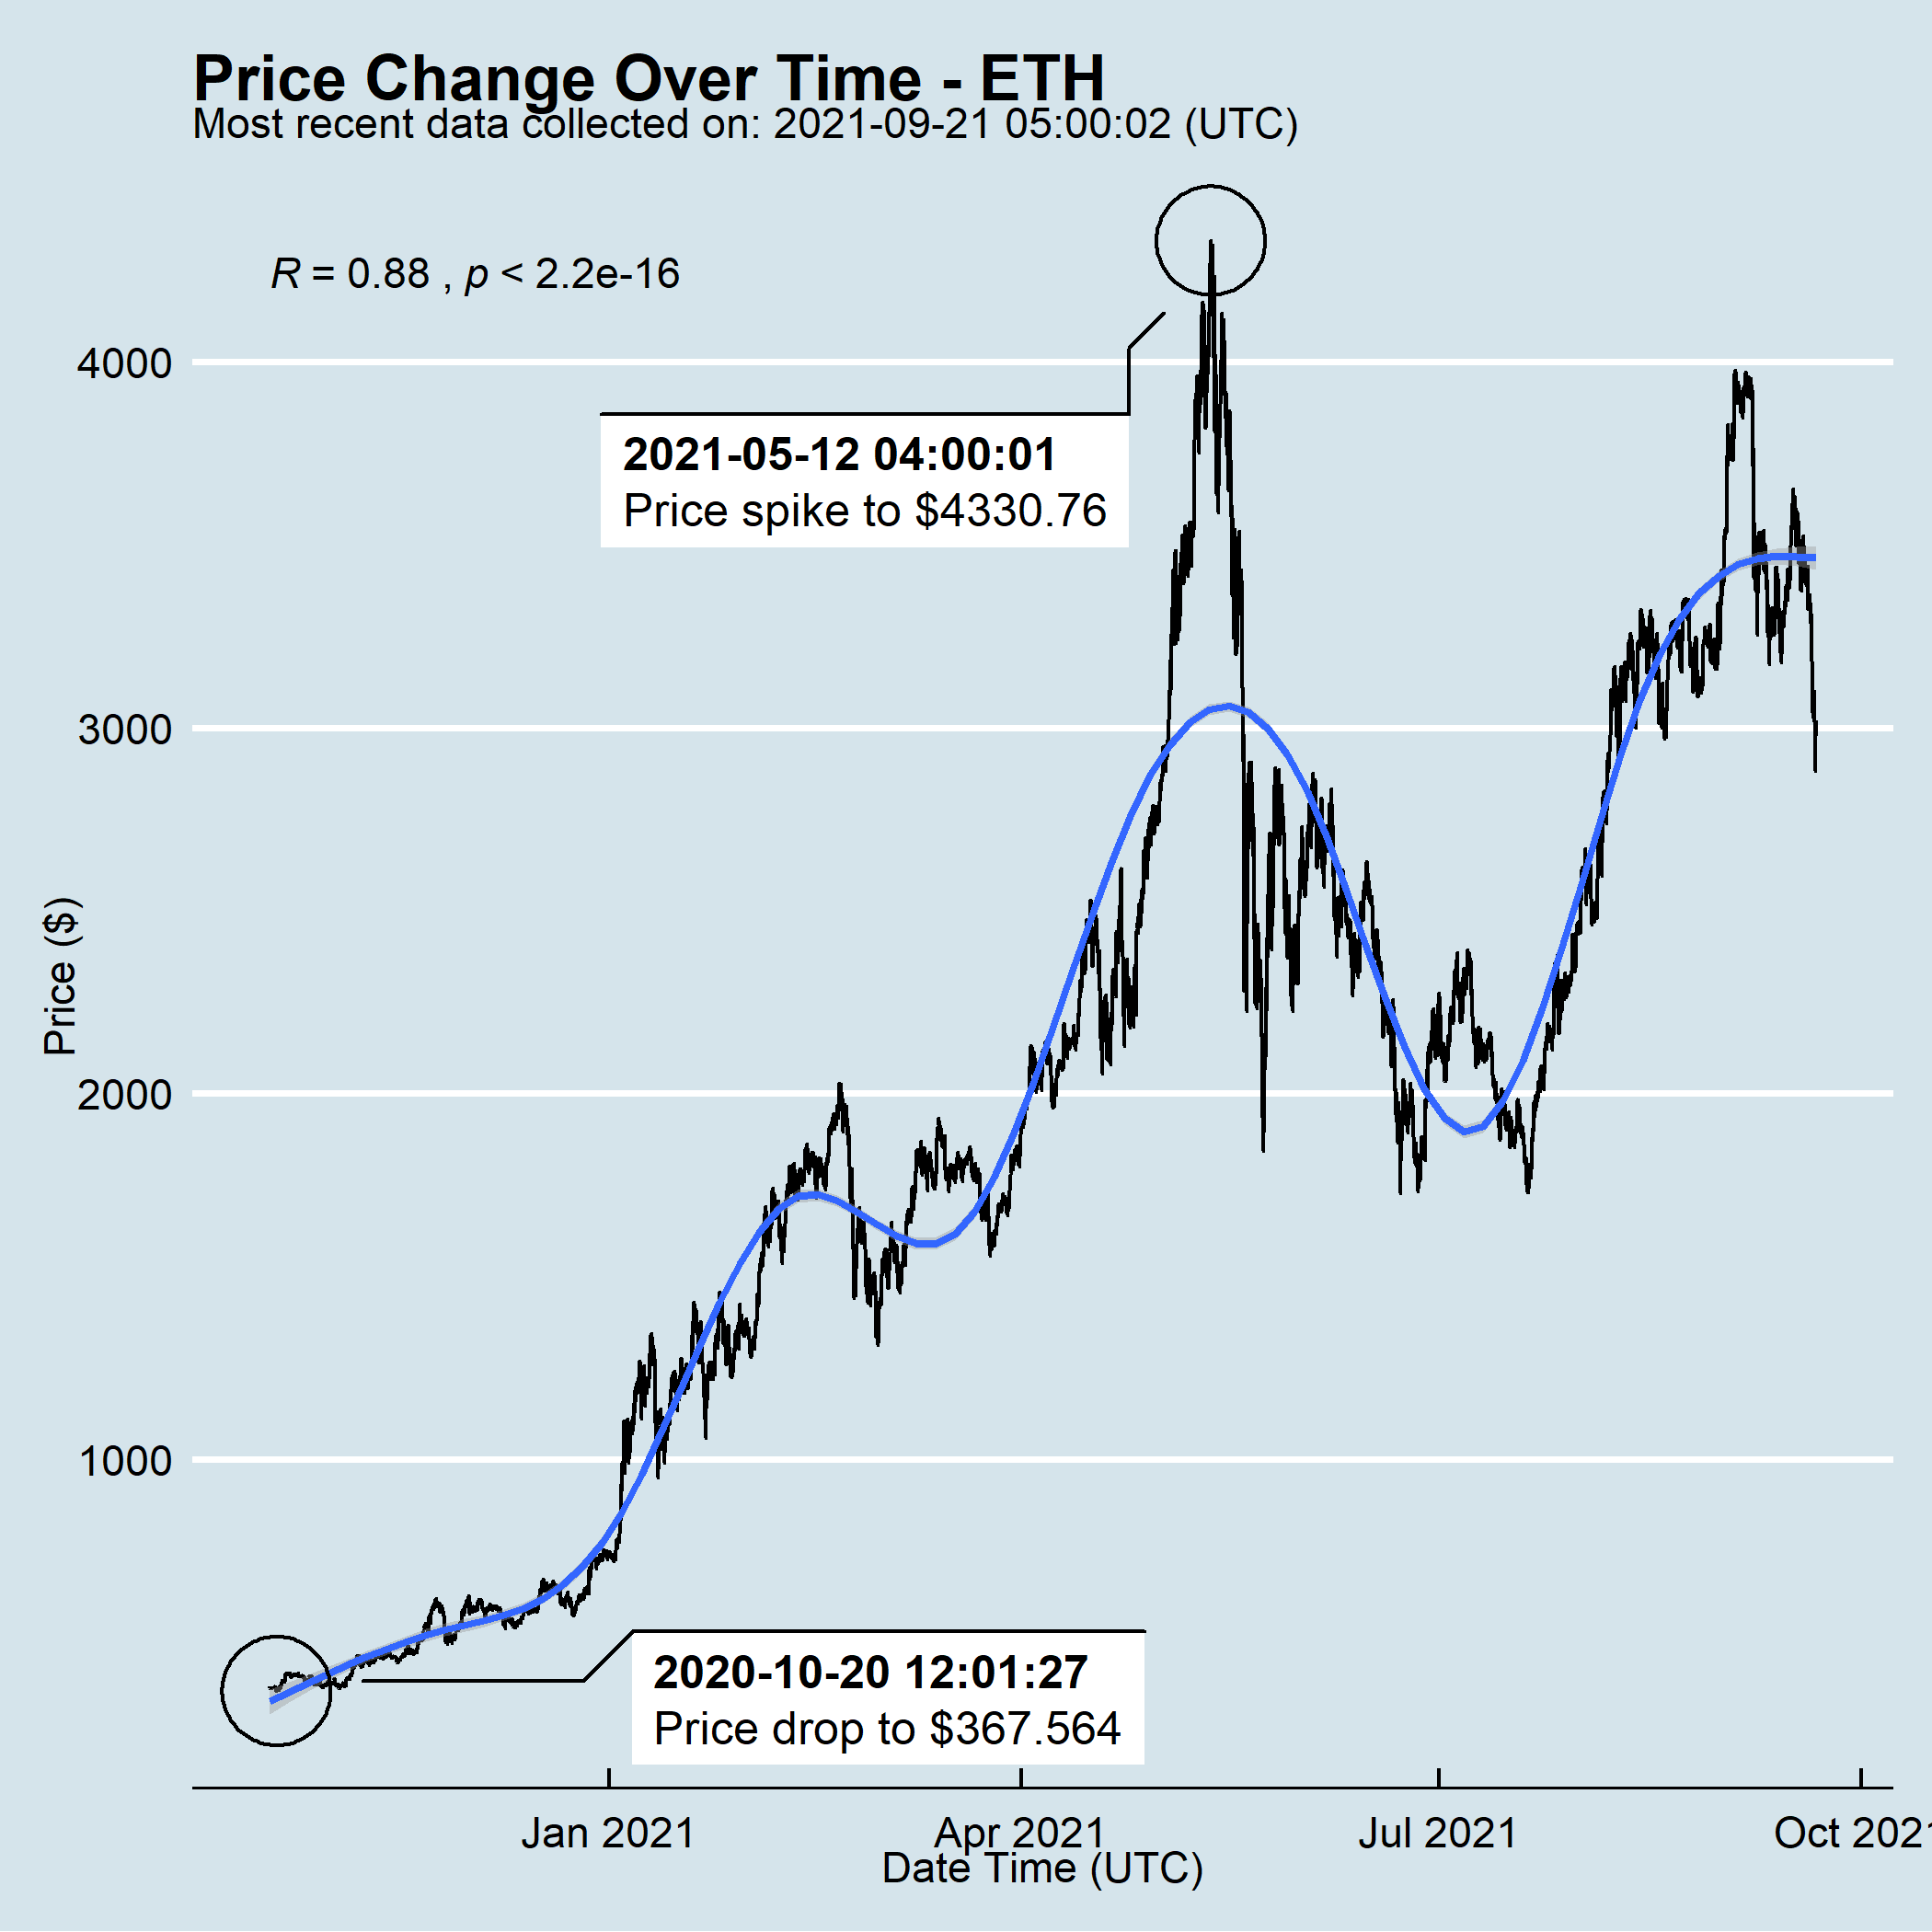 Price Change Over Time - ETH
Most recent data collected on: 2021-09-21 05:00:02 (UTC)
R = 0.88 , p < 2.2e-16
4000
2021-05-12 04:00:01
Price spike to $4330.76
3000
Price ($)
2000
1000
2020-10-20 12:01:27
Price drop to $367.564
Jan 2021
Apr 2021
Jul 2021
Oct 2021
Date Time (UTC)